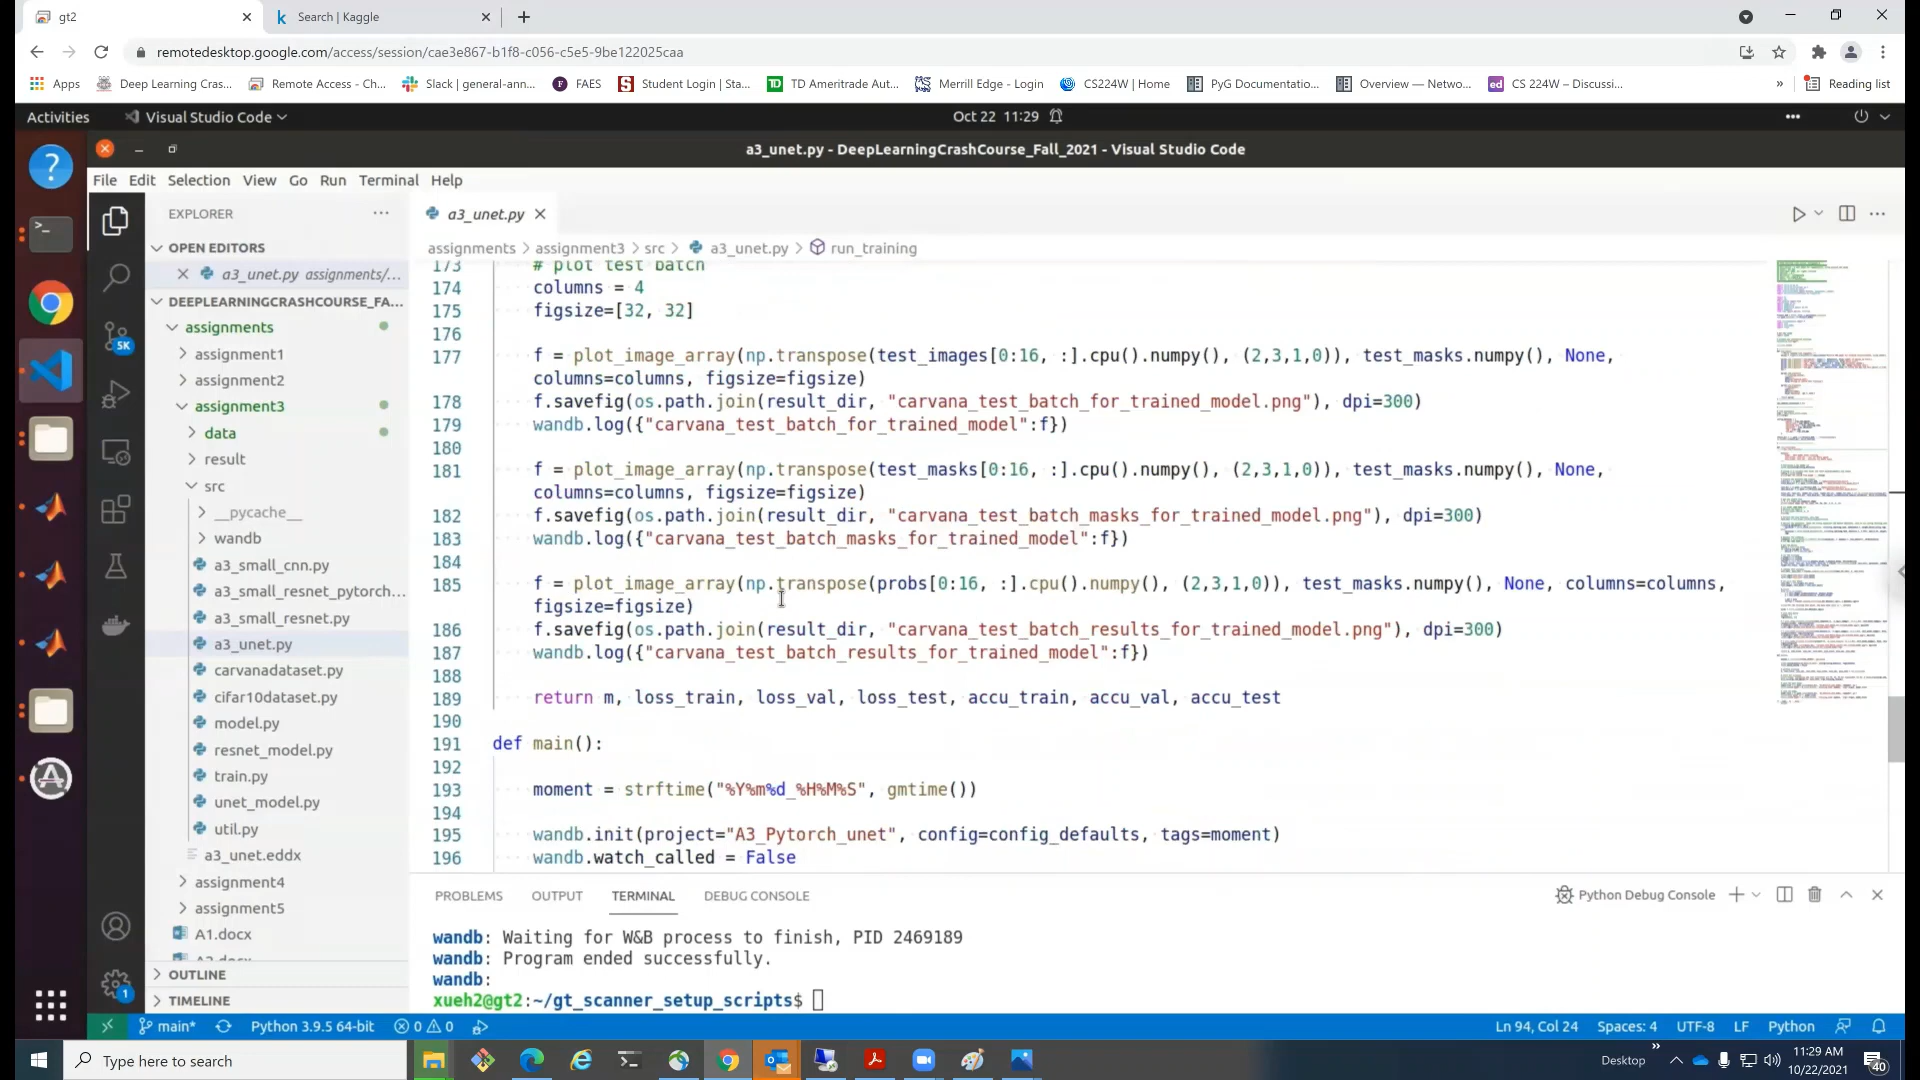 gt2
Search | Kaggle
remotedesktop.google.com/access/session/cae3e867-b1f8-c056-c5e5-9be122025caa
Apps
Deep Learning Cras...
Remote Access - Ch...
Slack | general-ann...
FAES
Student Login | Sta...
TD Ameritrade Aut...
Merrill Edge - Login
CS224W | Home
PyG Documentatio...
Overview — Netwo...
CS 224W – Discussi...
»
Reading list
Activities
Visual Studio Code
Oct 22 11:29
a3_unet.py - DeepLearningCrashCourse_Fall_2021 - Visual Studio Code
File Edit Selection View Go Run Terminal Help
EXPLORER
OPEN EDITORS
a3_unet.py assignments/...
DEEPLEARNINGCRASHCOURSE_FA...
assignments
assignment1
assignment2
assignment3
data
result
src
__pycache__
wandb
a3_small_cnn.py
a3_small_resnet_pytorch...
a3_small_resnet.py
a3_unet.py
carvanadataset.py
cifar10dataset.py
model.py
resnet_model.py
train.py
unet_model.py
util.py
a3_unet.eddx
assignment4
assignment5
A1.docx
OUTLINE
TIMELINE
5K
1
a3_unet.py
assignments > assignment3 > src > a3_unet.py > run_training
173 # plot test batch
174 columns = 4
175 figsize=[32, 32]
176
177 f = plot_image_array(np.transpose(test_images[0:16, :].cpu().numpy(), (2,3,1,0)), test_masks.numpy(), None,
columns=columns, figsize=figsize)
178 f.savefig(os.path.join(result_dir, "carvana_test_batch_for_trained_model.png"), dpi=300)
179 wandb.log({"carvana_test_batch_for_trained_model":f})
180
181 f = plot_image_array(np.transpose(test_masks[0:16, :].cpu().numpy(), (2,3,1,0)), test_masks.numpy(), None,
columns=columns, figsize=figsize)
182 f.savefig(os.path.join(result_dir, "carvana_test_batch_masks_for_trained_model.png"), dpi=300)
183 wandb.log({"carvana_test_batch_masks_for_trained_model":f})
184
185 f = plot_image_array(np.transpose(probs[0:16, :].cpu().numpy(), (2,3,1,0)), test_masks.numpy(), None, columns=columns,
figsize=figsize)
186 f.savefig(os.path.join(result_dir, "carvana_test_batch_results_for_trained_model.png"), dpi=300)
187 wandb.log({"carvana_test_batch_results_for_trained_model":f})
188
189 return m, loss_train, loss_val, loss_test, accu_train, accu_val, accu_test
190
191 def main():
192
193 moment = strftime("%Y%m%d_%H%M%S", gmtime())
194
195 wandb.init(project="A3_Pytorch_unet", config=config_defaults, tags=moment)
196 wandb.watch_called = False
PROBLEMS OUTPUT TERMINAL DEBUG CONSOLE
Python Debug Console
wandb: Waiting for W&B process to finish, PID 2469189
wandb: Program ended successfully.
wandb:
xueh2@gt2:~/gt_scanner_setup_scripts$
main* Python 3.9.5 64-bit 0 0
Ln 94, Col 24 Spaces: 4 UTF-8 LF Python
Type here to search
Desktop
»
11:29 AM
10/22/2021
40